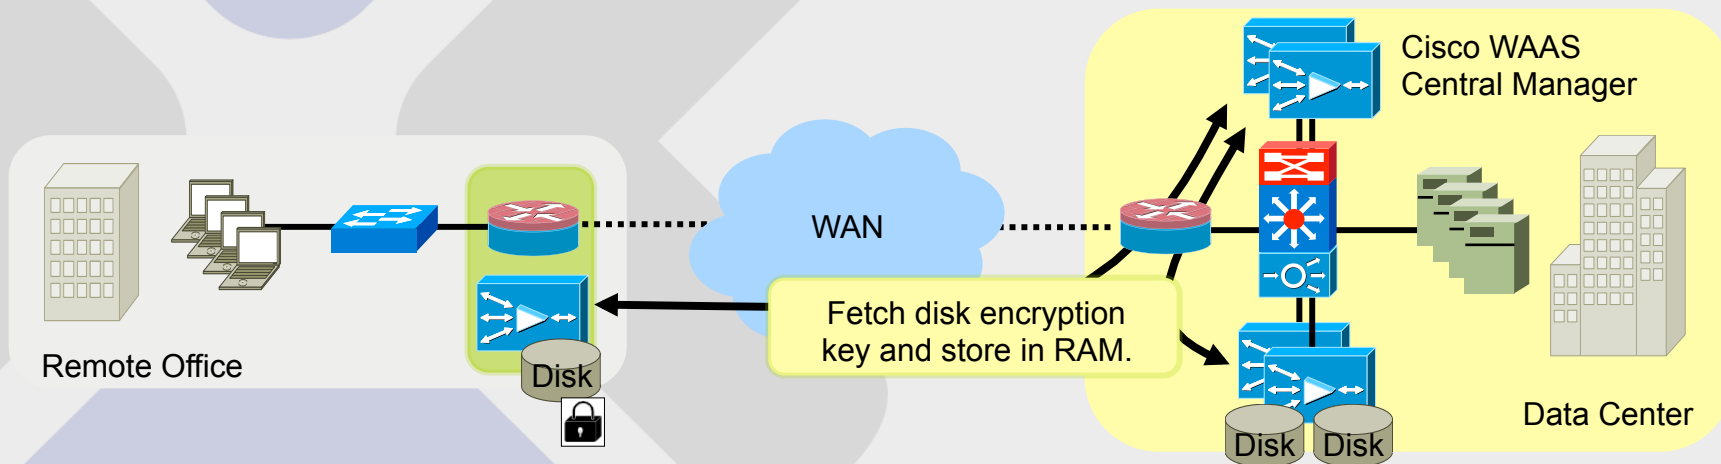 Cisco WAAS
Central Manager
WAN
Fetch disk encryption
key and store in RAM.
Remote Office
Disk
Data Center
Disk
Disk